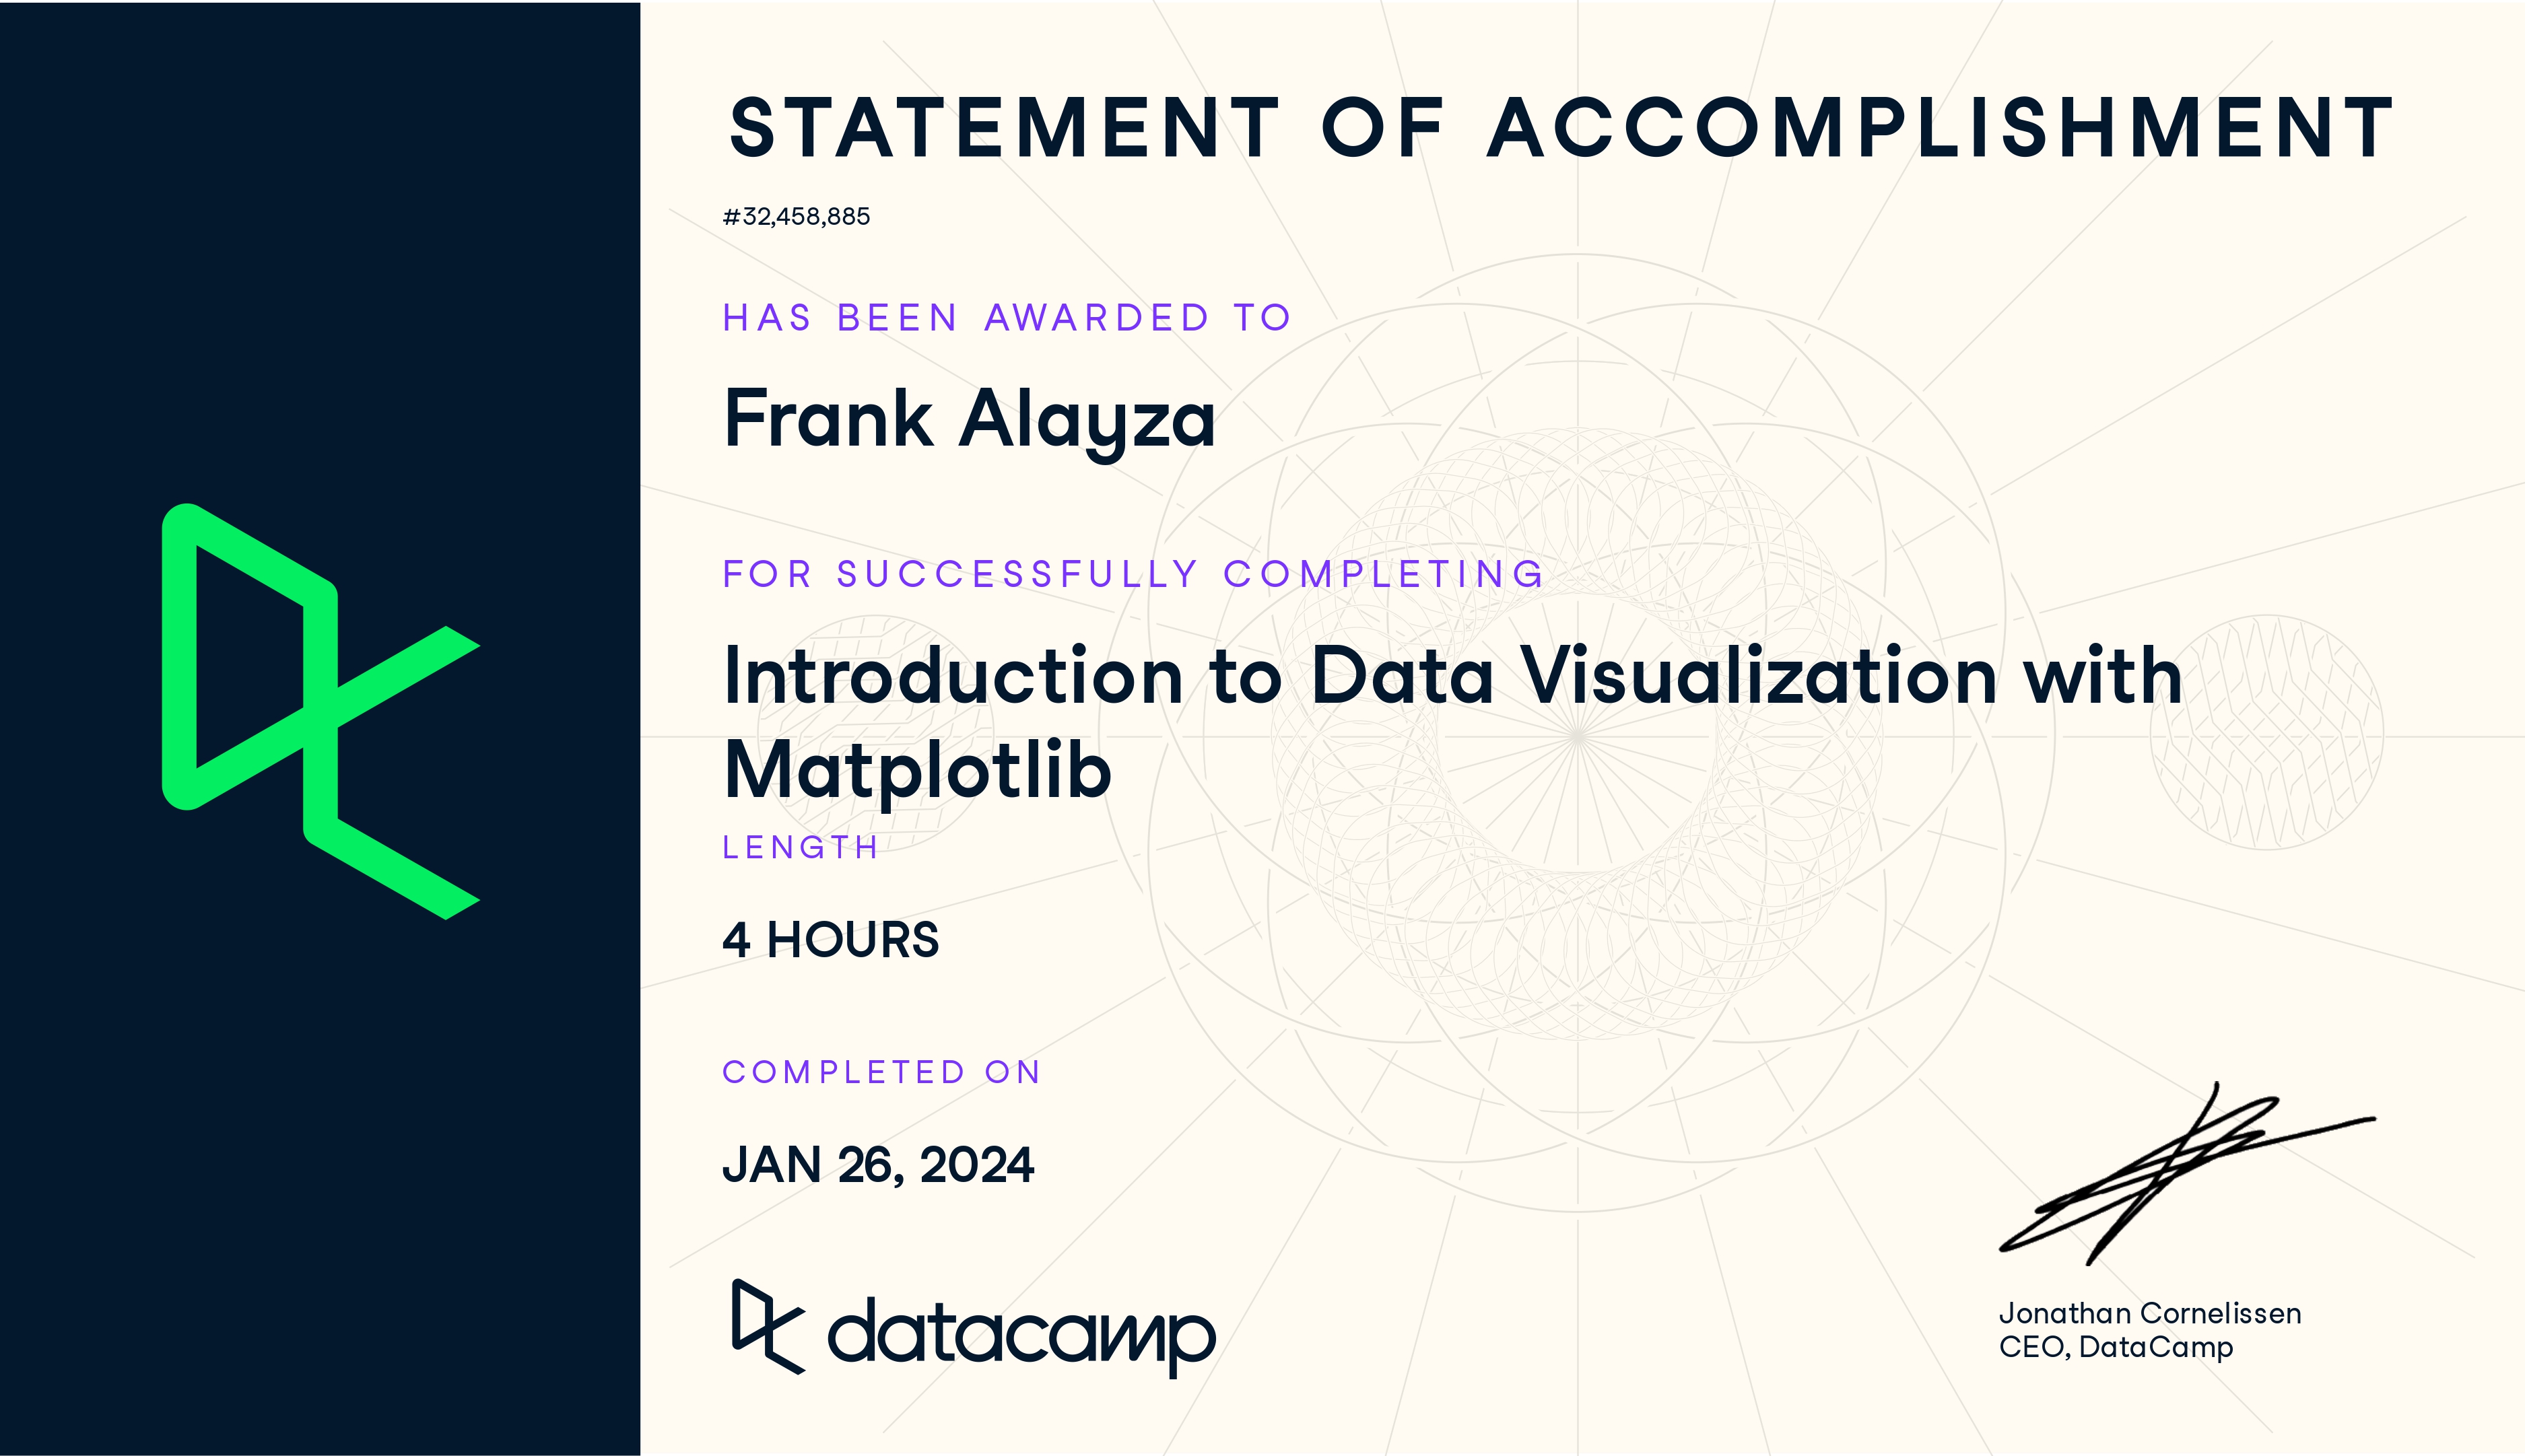 STATEMENT OF ACCOMPLISHMENT
#32,458,885
HAS BEEN AWARDED TO
Frank Alayza
FOR SUCCESSFULLY COMPLETING
Introduction to Data Visualization with
Matplotlib
LENGTH
4 HOURS
COMPLETED ON
JAN 26, 2024
datacamp
Jonathan Cornelissen
CEO, DataCamp